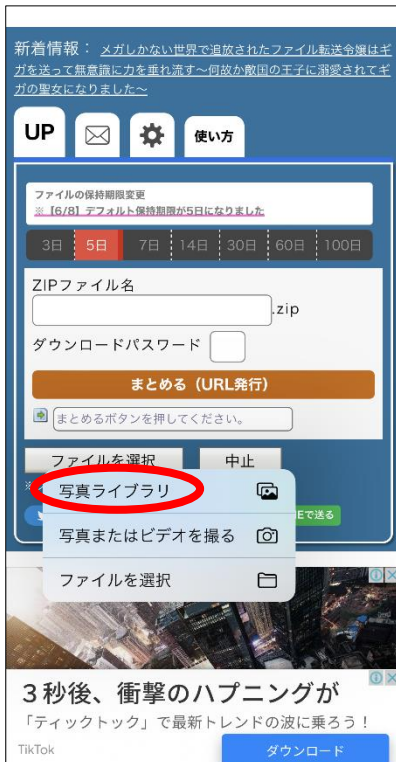 新着情報： メガしかない世界で追放されたファイル転送令嬢はギ
ガを送って無意識に力を垂れ流す～何故か敵国の王子に溺愛されてギ
ガの聖女になりました～
UP
使い方
ファイルの保持期限変更
※【6/8】デフォルト保持期限が5日になりました
3日 5日 7日 14日 30日 60日 100日
ZIPファイル名
.zip
ダウンロードパスワード
まとめる（URL発行）
まとめるボタンを押してください。
ファイルを選択 中止
写真ライブラリ
Eで送る
写真またはビデオを撮る
ファイルを選択
3秒後、衝撃のハプニングが
「ティックトック」で最新トレンドの波に乗ろう！
TikTok
ダウンロード